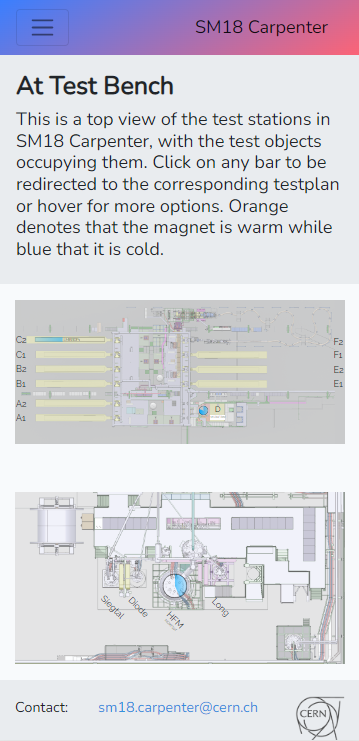 SM18 Carpenter
At Test Bench
This is a top view of the test stations in
SM18 Carpenter, with the test objects
occupying them. Click on any bar to be
redirected to the corresponding testplan
or hover for more options. Orange
denotes that the magnet is warm while
blue that it is cold.
C2
C1
B2
B1
A2
A1
F2
F1
E2
E1
D
Siegtal
Diode
HFM
Long
Contact: sm18.carpenter@cern.ch
CERN